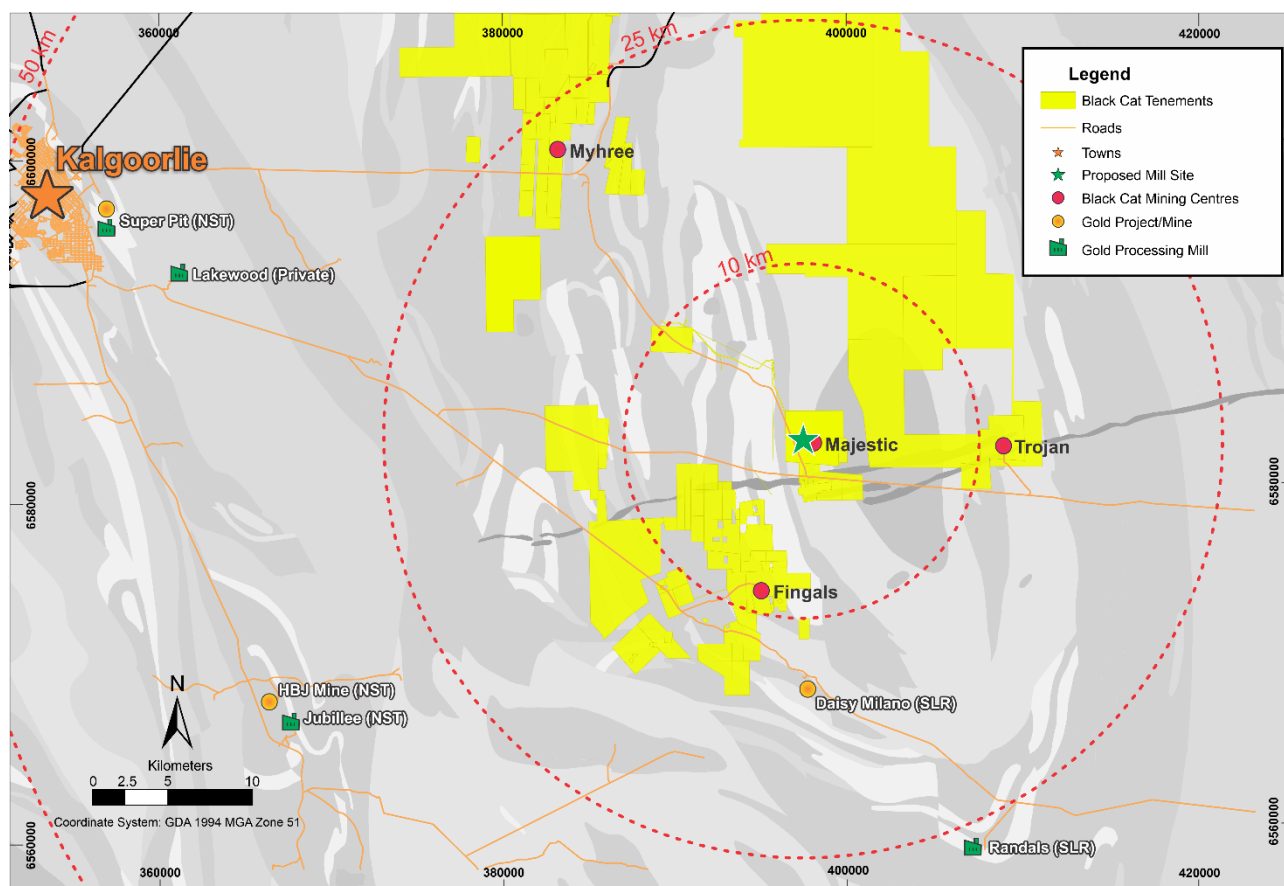 360000
380000
400000
420000
50 km
25 km
Legend
Black Cat Tenements
Roads
Towns
Proposed Mill Site
Black Cat Mining Centres
Gold Project/Mine
Gold Processing Mill
6600000
Kalgoorlie
Myhree
Super Pit (NST)
Lakewood (Private)
10 km
Majestic
Trojan
6580000
6580000
Fingals
HBJ Mine (NST)
Jubillee (NST)
Daisy Milano (SLR)
N
Kilometers
0 2.5 5 10
Coordinate System: GDA 1994 MGA Zone 51
6560000
6560000
Randals (SLR)
360000
380000
400000
420000